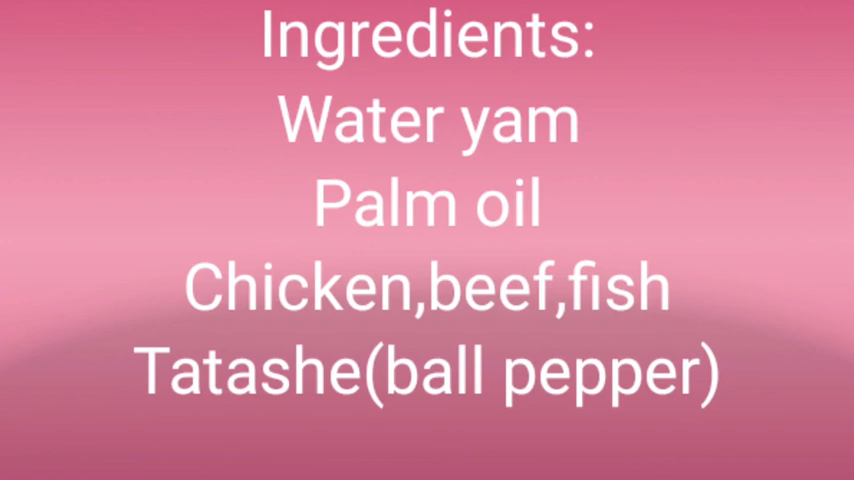 Ingredients:
Water yam
Palm oil
Chicken,beef,fish
Tatashe(ball pepper)